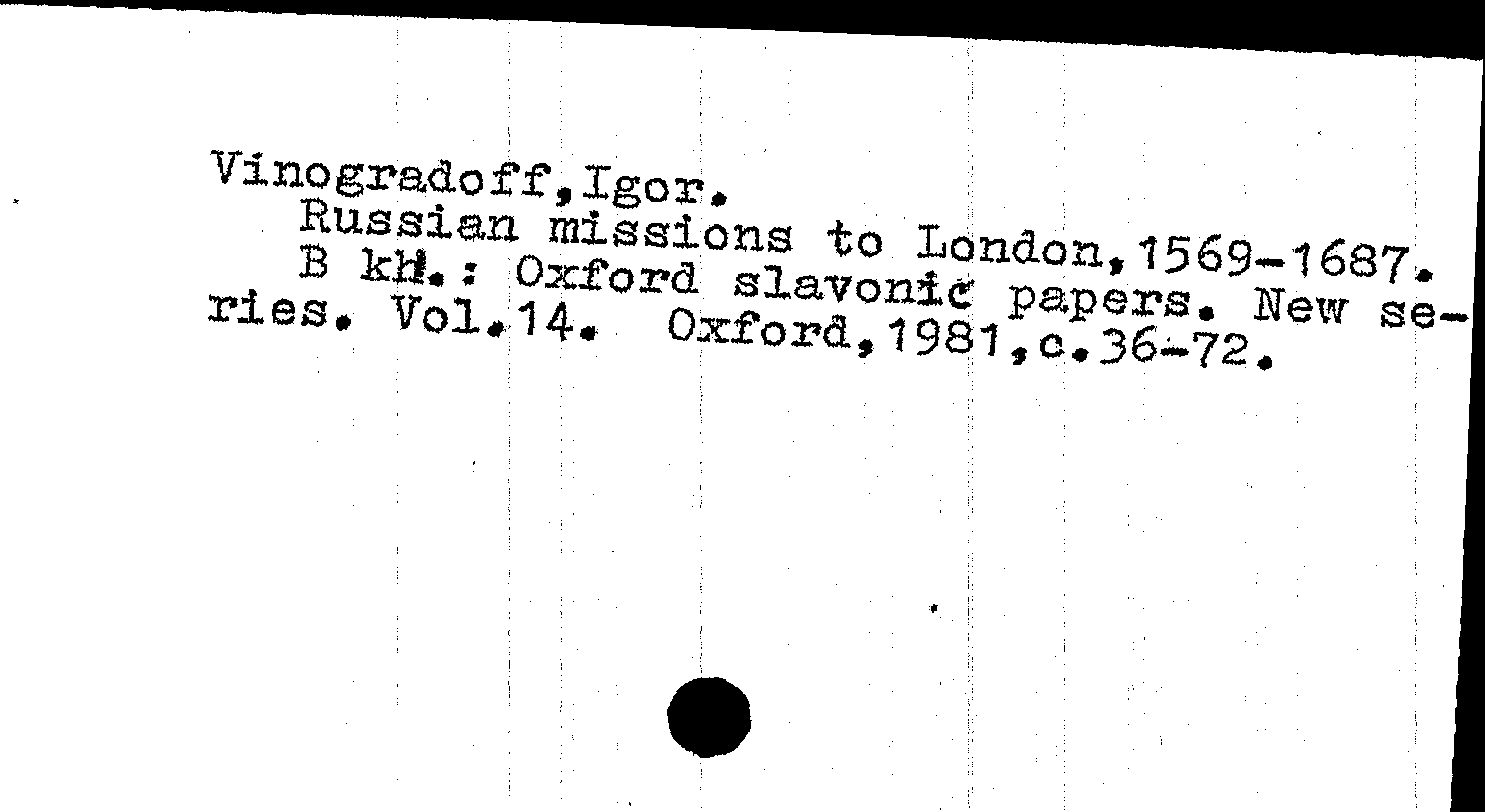 Vinogradoff,Igor.
Russian missions to London,1569-1687.
B kH.: Oxford slavonic papers. New se-
ries. Vol.14. Oxford,1981,c.36-72.